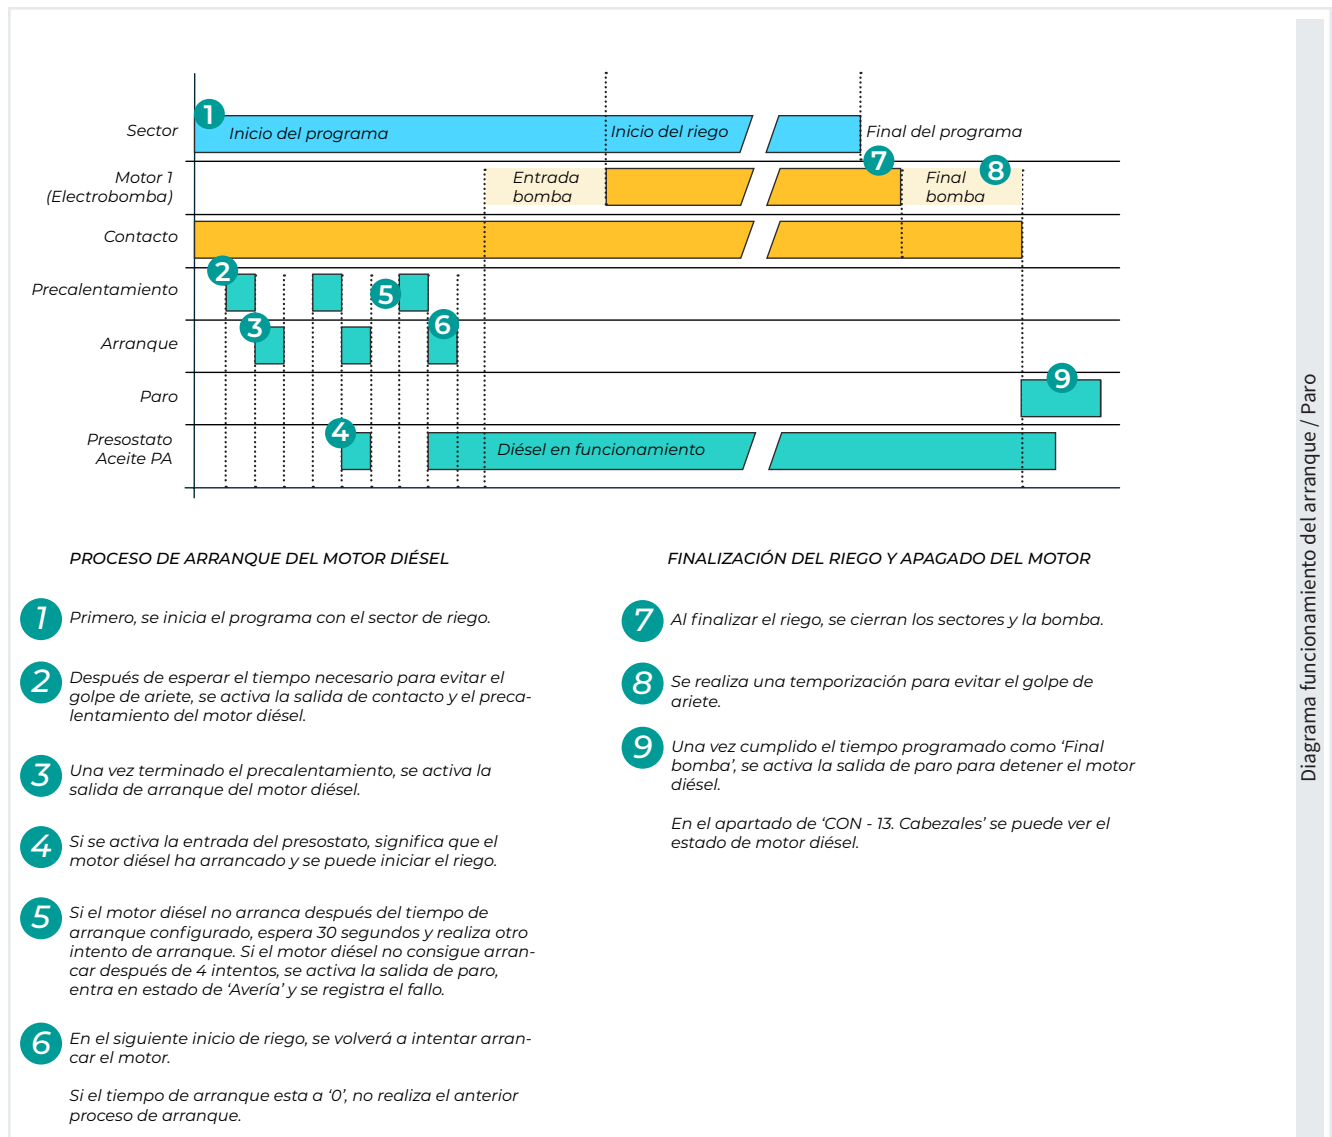 1
Sector
Inicio del programa
Inicio del riego
Final del programa
7
Motor 1
(Electrobomba)
Entrada
bomba
Final
bomba
8
Contacto
2
Precalentamiento
5
3
6
Arranque
Paro
9
4
Presostato
Aceite PA
Diésel en funcionamiento
PROCESO DE ARRANQUE DEL MOTOR DIÉSEL
1
Primero, se inicia el programa con el sector de riego.
2
Después de esperar el tiempo necesario para evitar el
golpe de ariete, se activa la salida de contacto y el preca-
lentamiento del motor diésel.
3
Una vez terminado el precalentamiento, se activa la
salida de arranque del motor diésel.
4
Si se activa la entrada del presostato, significa que el
motor diésel ha arrancado y se puede iniciar el riego.
5
Si el motor diésel no arranca después del tiempo de
arranque configurado, espera 30 segundos y realiza otro
intento de arranque. Si el motor diésel no consigue arran-
car después de 4 intentos, se activa la salida de paro,
entra en estado de ‘Avería’ y se registra el fallo.
6
En el siguiente inicio de riego, se volverá a intentar arran-
car el motor.
Si el tiempo de arranque esta a ‘0’, no realiza el anterior
proceso de arranque.
FINALIZACIÓN DEL RIEGO Y APAGADO DEL MOTOR
7
Al finalizar el riego, se cierran los sectores y la bomba.
8
Se realiza una temporización para evitar el golpe de
ariete.
9
Una vez cumplido el tiempo programado como ‘Final
bomba’, se activa la salida de paro para detener el motor
diésel.
En el apartado de ‘CON - 13. Cabezales’ se puede ver el
estado de motor diésel.
Diagrama funcionamiento del arranque / Paro